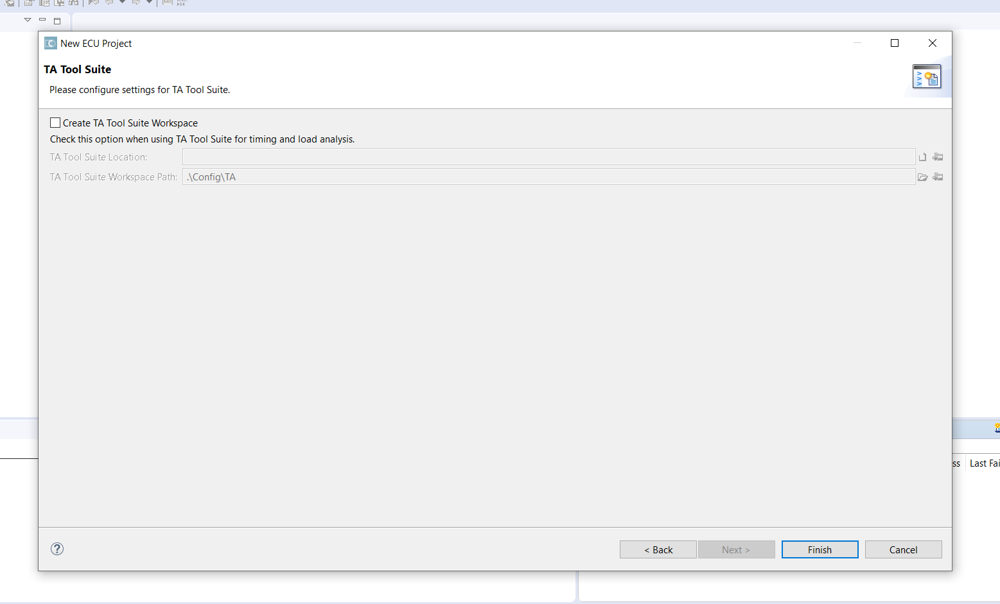 New ECU Project
TA Tool Suite
Please configure settings for TA Tool Suite.
Create TA Tool Suite Workspace
Check this option when using TA Tool Suite for timing and load analysis.
TA Tool Suite Location:
TA Tool Suite Workspace Path: .\Config\TA
ss Last Fai
< Back Next > Finish Cancel